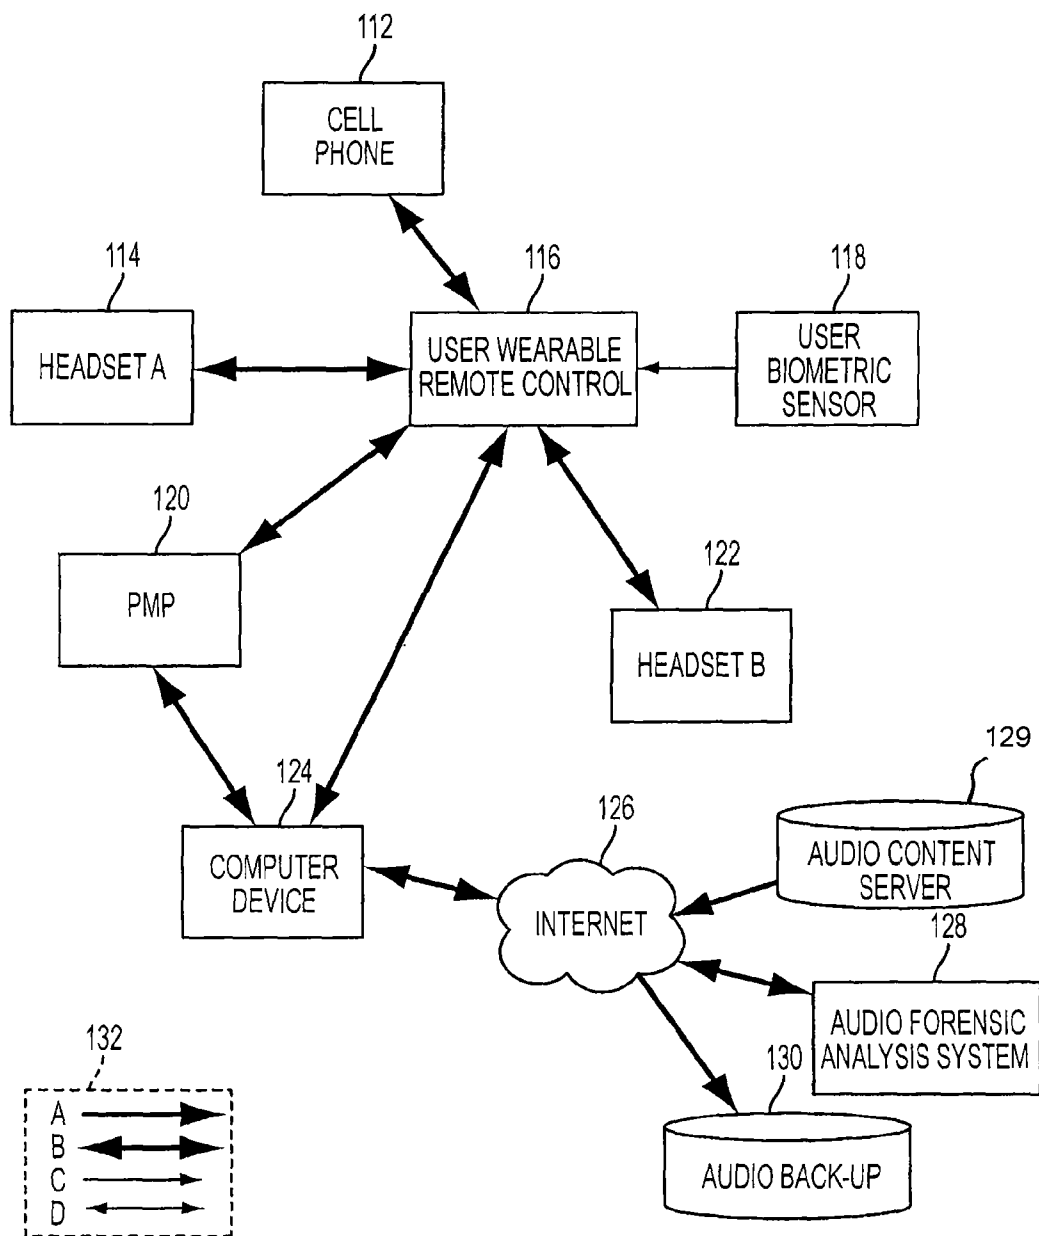 112
CELL
PHONE
114
HEADSET A
116
USER WEARABLE
REMOTE CONTROL
118
USER
BIOMETRIC
SENSOR
120
PMP
122
HEADSET B
124
COMPUTER
DEVICE
126
INTERNET
129
AUDIO CONTENT
SERVER
128
AUDIO FORENSIC
ANALYSIS SYSTEM
130
AUDIO BACK-UP
132
A
B
C
D